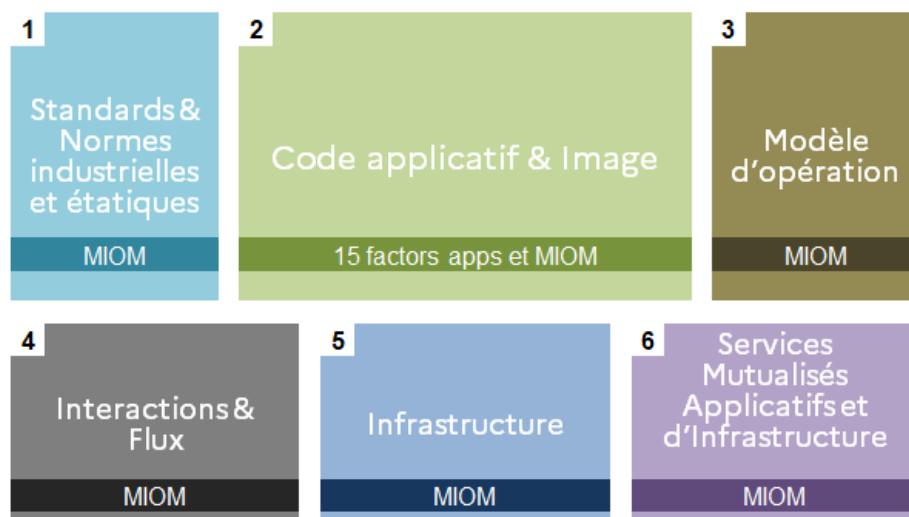 1
Standards &
Normes
industrielles
et étatiques
MIOM
2
Code applicatif & Image
15 factors apps et MIOM
3
Modèle
d'opération
MIOM
4
Interactions &
Flux
MIOM
5
Infrastructure
MIOM
6
Services
Mutualisés
Applicatifs et
d'Infrastructure
MIOM